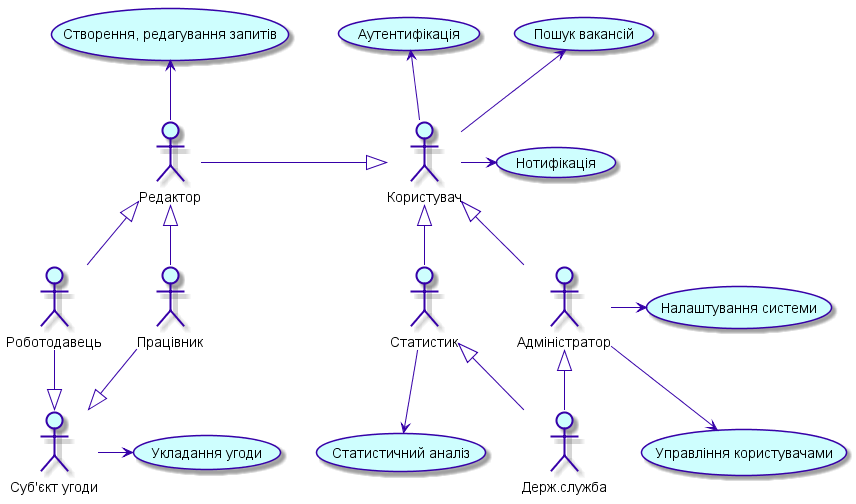 Створення, редагування запитів
Аутентифікація
Пошук вакансій
Нотифікація
Редактор
Користувач
Роботодавець
Працівник
Статистик
Адміністратор
Налаштування системи
Суб'єкт угоди
Укладання угоди
Статистичний аналіз
Держ.служба
Управління користувачами